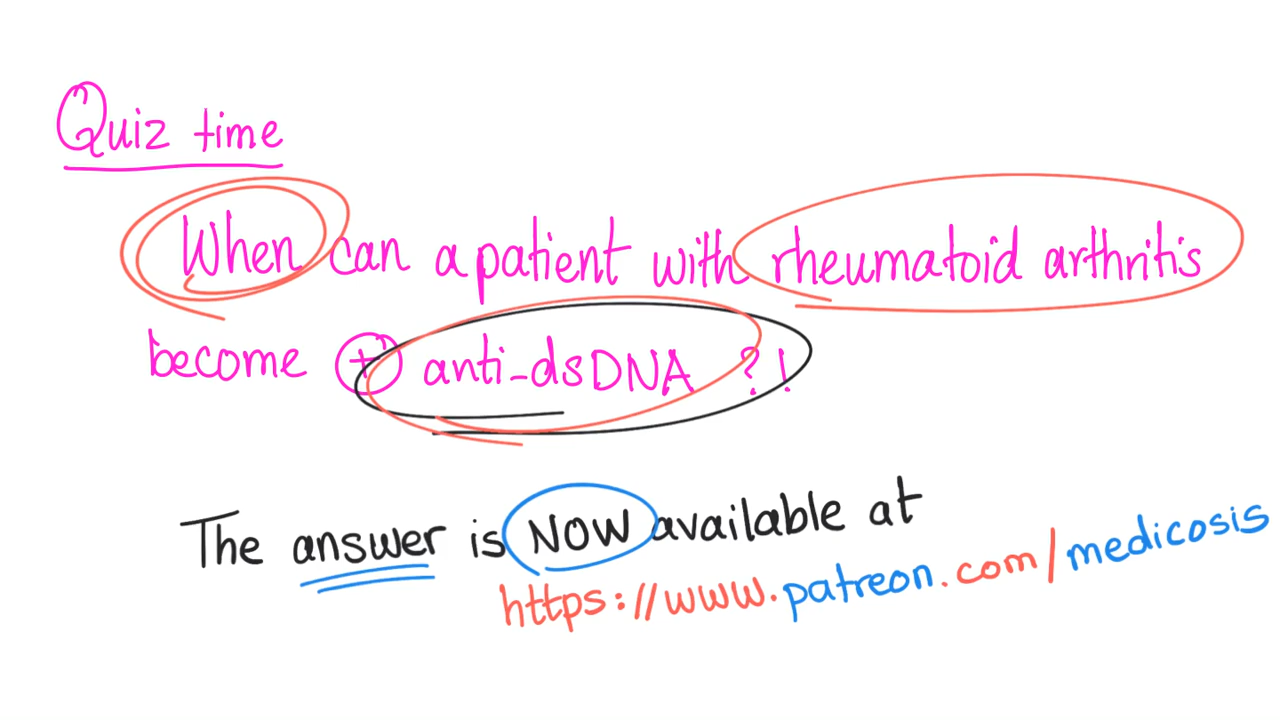 Quiz time
When can a patient with rheumatoid arthritis
become + anti-dsDNA ?!
The answer is NOW available at
https://www.patreon.com/medicosis